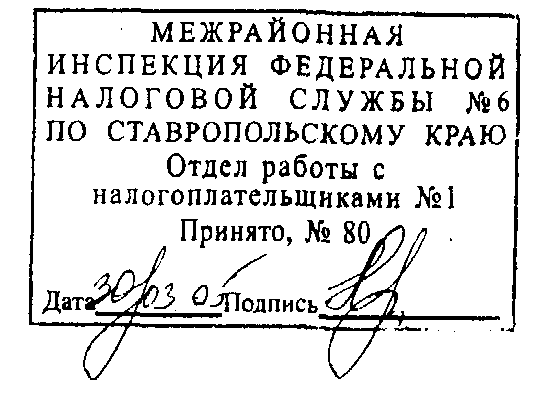 МЕЖРАЙОННАЯ
ИНСПЕКЦИЯ ФЕДЕРАЛЬНОЙ
НАЛОГОВОЙ СЛУЖБЫ №6
ПО СТАВРОПОЛЬСКОМУ КРАЮ
Отдел работы с
налогоплательщиками №1
Принято, № 80
Дата 30/03 05 Подпись